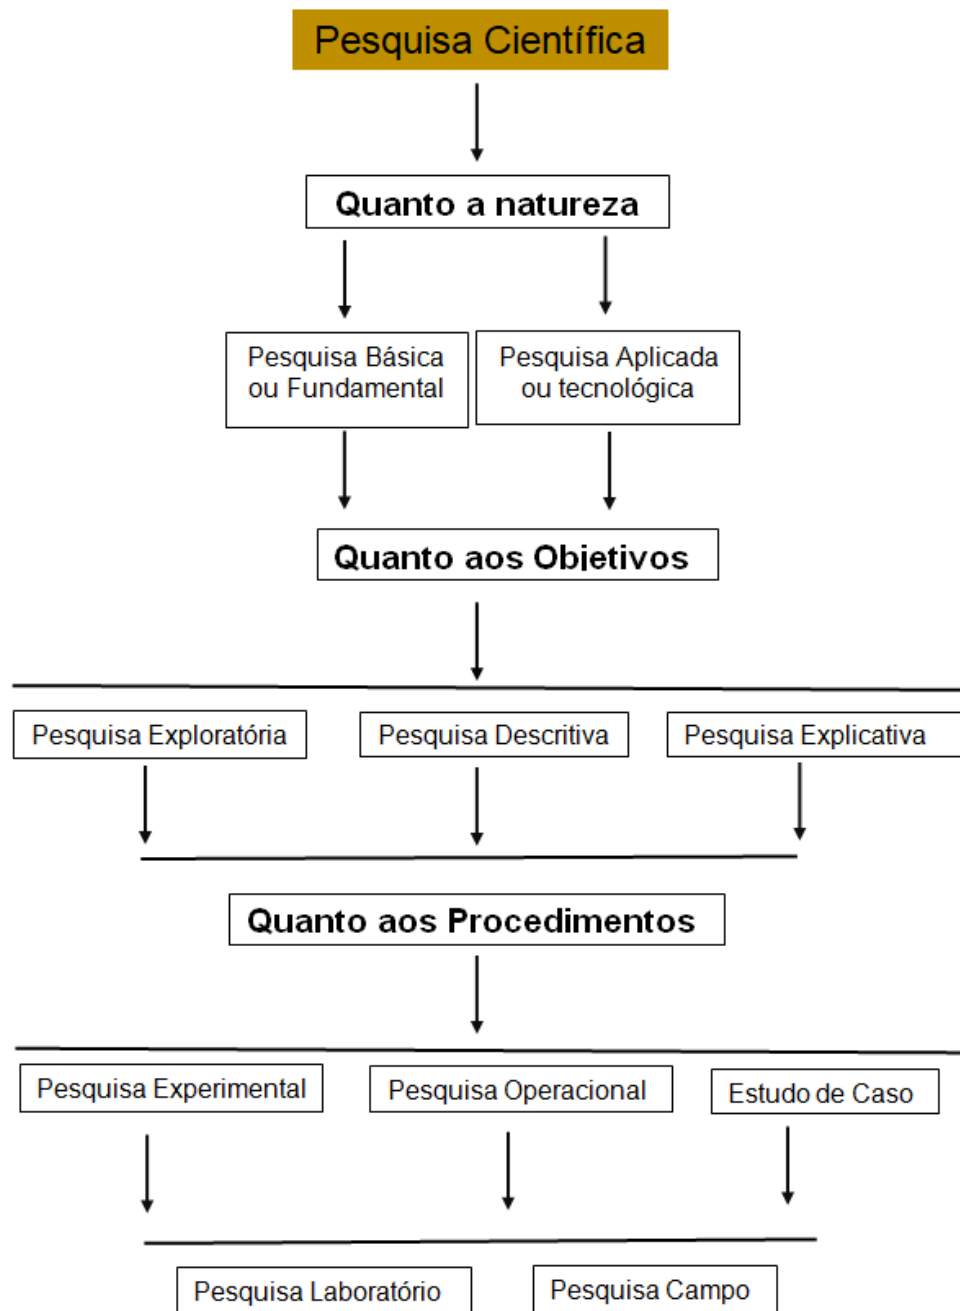 Pesquisa Científica
Quanto a natureza
Pesquisa Básica
ou Fundamental
Pesquisa Aplicada
ou tecnológica
Quanto aos Objetivos
Pesquisa Exploratória
Pesquisa Descritiva
Pesquisa Explicativa
Quanto aos Procedimentos
Pesquisa Experimental
Pesquisa Operacional
Estudo de Caso
Pesquisa Laboratório
Pesquisa Campo